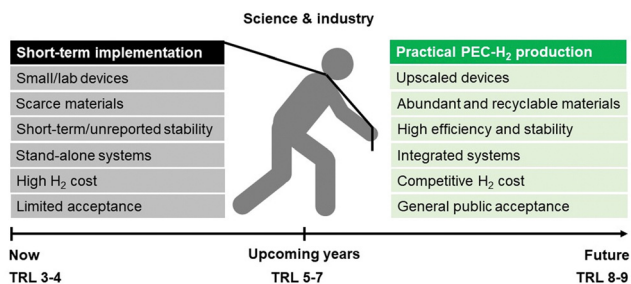 Science & industry
Short-term implementation
Small/lab devices
Scarce materials
Short-term/unreported stability
Stand-alone systems
High H₂ cost
Limited acceptance
Practical PEC-H₂ production
Upscaled devices
Abundant and recyclable materials
High efficiency and stability
Integrated systems
Competitive H₂ cost
General public acceptance
Now
TRL 3-4
Upcoming years
TRL 5-7
Future
TRL 8-9